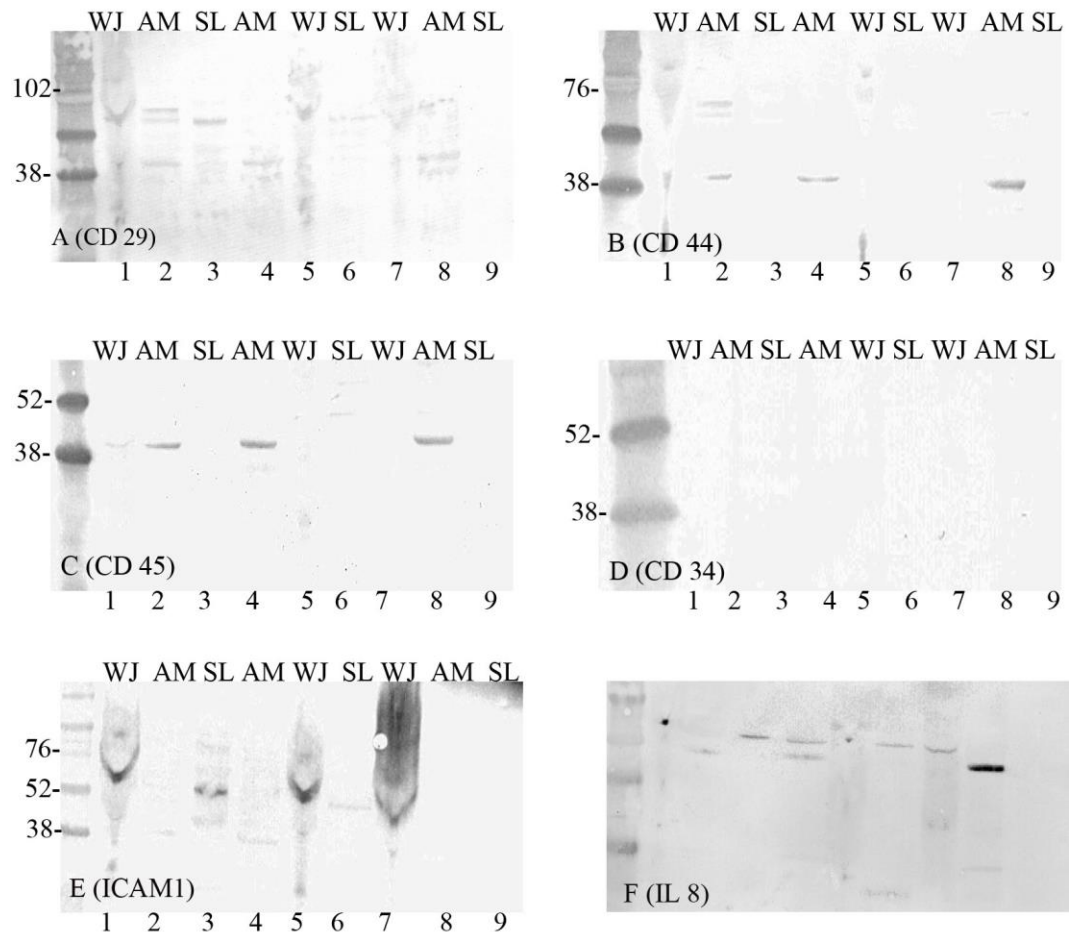 WJ AM SL AM WJ SL WJ AM SL
102-
38-
A (CD 29)
1 2 3 4 5 6 7 8 9
WJ AM SL AM WJ SL WJ AM SL
76-
38-
B (CD 44)
1 2 3 4 5 6 7 8 9
WJ AM SL AM WJ SL WJ AM SL
52-
38-
C (CD 45)
1 2 3 4 5 6 7 8 9
WJ AM SL AM WJ SL WJ AM SL
52-
38-
D (CD 34)
1 2 3 4 5 6 7 8 9
WJ AM SL AM WJ SL WJ AM SL
76-
52-
38-
E (ICAM1)
1 2 3 4 5 6 7 8 9
F (IL 8)